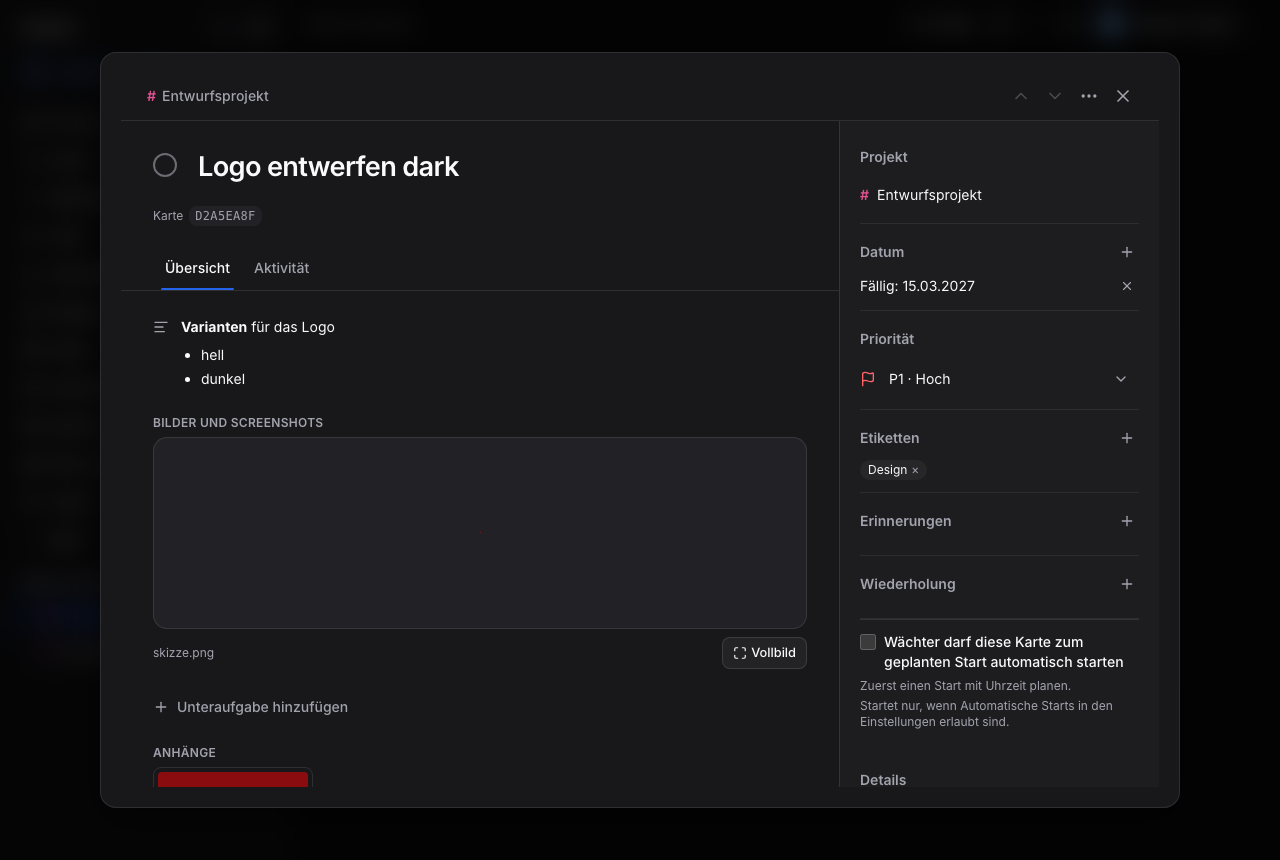 # Entwurfsprojekt
Logo entwerfen dark
Karte D2A5EA8F
Übersicht Aktivität
Varianten für das Logo
• hell
• dunkel
BILDER UND SCREENSHOTS
skizze.png
Vollbild
+ Unteraufgabe hinzufügen
ANHÄNGE
Projekt
# Entwurfsprojekt
Datum
Fällig: 15.03.2027
Priorität
P1 · Hoch
Etiketten
Design ×
Erinnerungen
Wiederholung
Wächter darf diese Karte zum
geplanten Start automatisch starten
Zuerst einen Start mit Uhrzeit planen.
Startet nur, wenn Automatische Starts in den
Einstellungen erlaubt sind.
Details